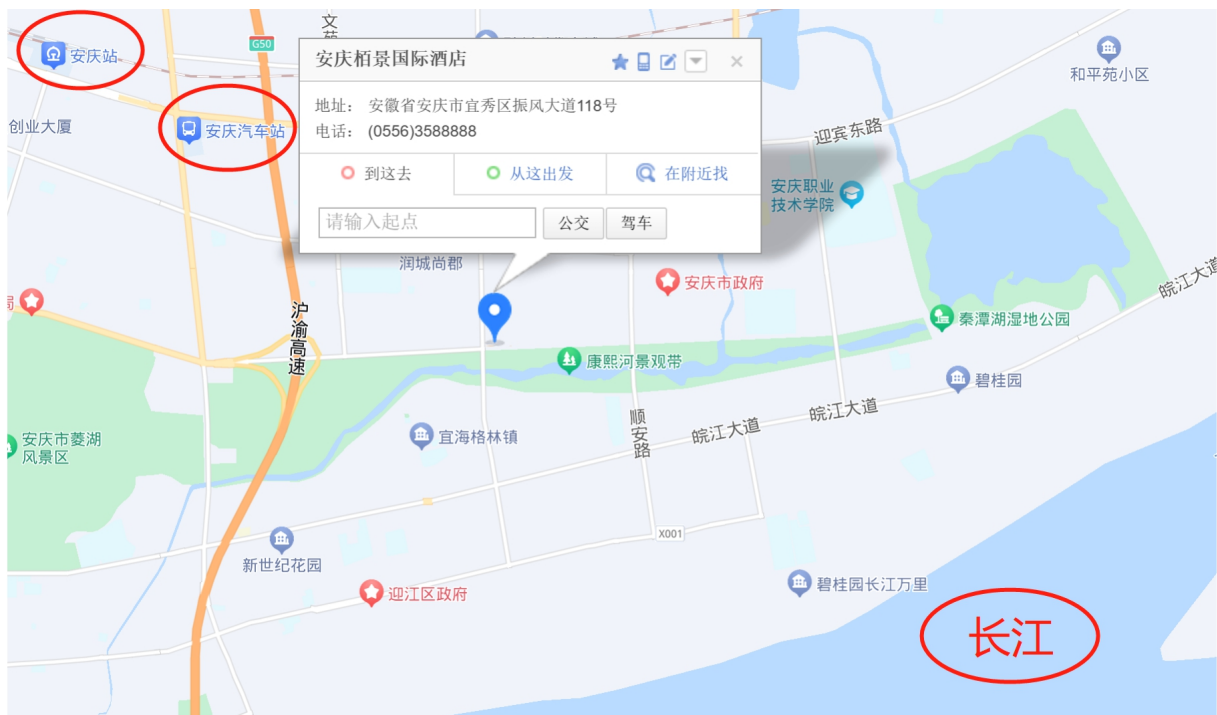 文苑
安庆站
G50
安庆汽车站
创业大厦
安庆栢景国际酒店
地址： 安徽省安庆市宜秀区振风大道118号
电话： (0556)3588888
到这去
从这出发
在附近找
请输入起点
公交
驾车
和平苑小区
迎宾东路
安庆职业
技术学院
润城尚郡
安庆市政府
皖江大道
局
沪渝高速
秦潭湖湿地公园
康熙河景观带
碧桂园
顺安路
皖江大道
皖江大道
宜海格林镇
安庆市菱湖
风景区
X001
新世纪花园
迎江区政府
碧桂园长江万里
长江